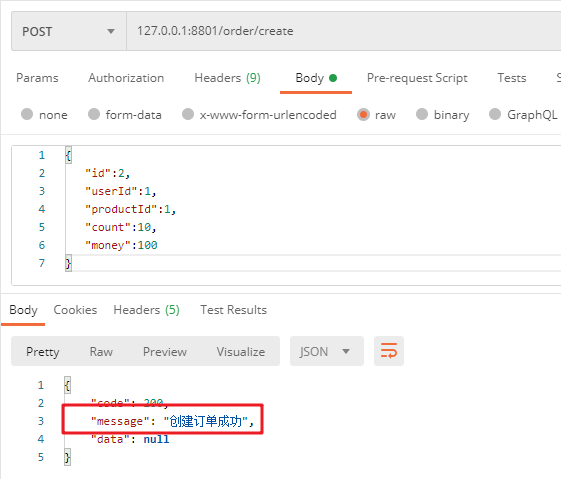 POST 127.0.0.1:8801/order/create
Params Authorization Headers (9) Body Pre-request Script Tests S
none form-data x-www-form-urlencoded raw binary GraphQL
1 {
2 "id":2,
3 "userId":1,
4 "productId":1,
5 "count":10,
6 "money":100
7 }
Body Cookies Headers (5) Test Results
Pretty Raw Preview Visualize JSON
1 {
2 "code": 200,
3 "message": "创建订单成功",
4 "data": null
5 }